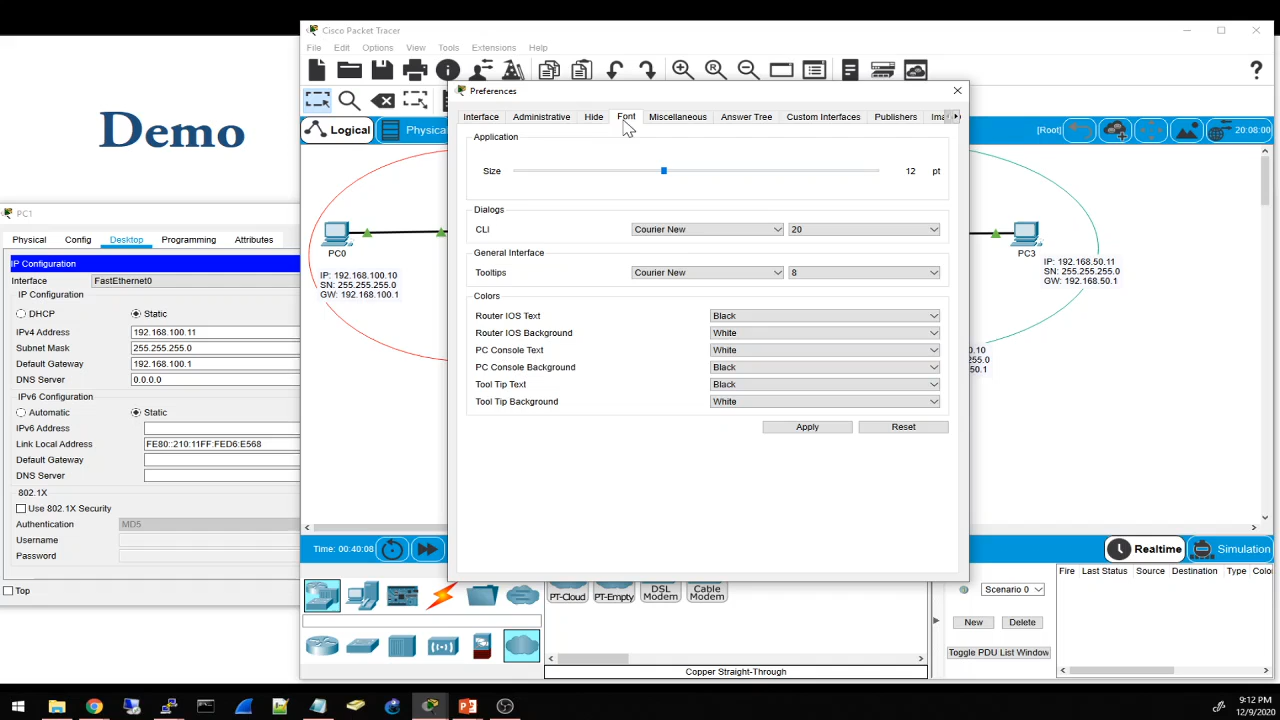 Demo
Cisco Packet Tracer
File Edit Options View Tools Extensions Help
Logical
Physica
[Root]
20:08:00
PC1
Physical Config Desktop Programming Attributes
IP Configuration
Interface FastEthernet0
IP Configuration
DHCP Static
IPv4 Address 192.168.100.11
Subnet Mask 255.255.255.0
Default Gateway 192.168.100.1
DNS Server 0.0.0.0
IPv6 Configuration
Automatic Static
IPv6 Address
Link Local Address FE80::210:11FF:FED6:E568
Default Gateway
DNS Server
802.1X
Use 802.1X Security
Authentication MD5
Username
Password
Top
PC0
IP: 192.168.100.10
SN: 255.255.255.0
GW: 192.168.100.1
Preferences
Interface Administrative Hide Font Miscellaneous Answer Tree Custom Interfaces Publishers
Application
Size 12 pt
Dialogs
CLI Courier New 20
General Interface
Tooltips Courier New 8
Colors
Router IOS Text Black
Router IOS Background White
PC Console Text White
PC Console Background Black
Tool Tip Text Black
Tool Tip Background White
Apply Reset
PC3
IP: 192.168.50.11
SN: 255.255.255.0
GW: 192.168.50.1
0.10
55.0
50.1
Time: 00:40:08
Realtime Simulation
PT-Cloud PT-Empty DSL Modem Cable Modem
Copper Straight-Through
Scenario 0
New Delete
Toggle PDU List Window
Fire Last Status Source Destination Type Color
9:12 PM
12/9/2020